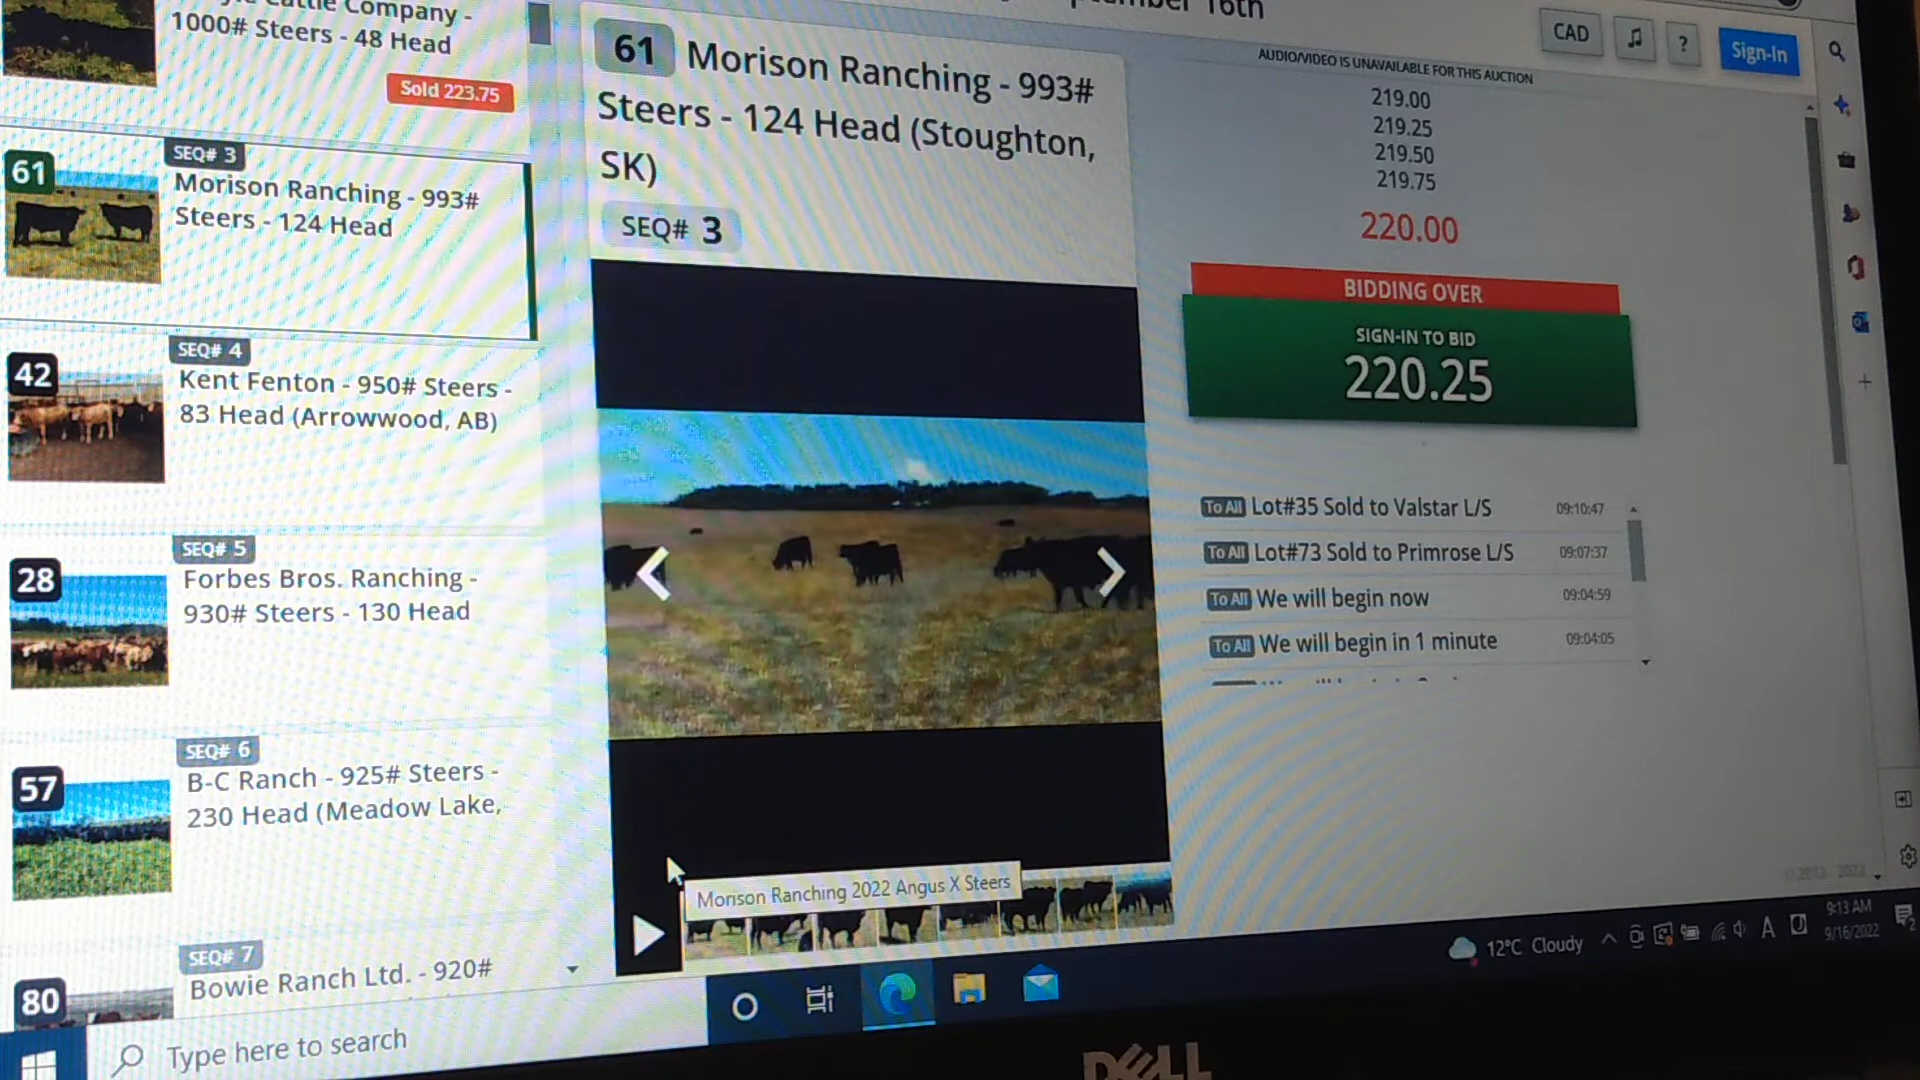 Company -
1000# Steers - 48 Head
Sold 223.75
61
SEQ# 3
Morison Ranching - 993#
Steers - 124 Head
42
SEQ# 4
Kent Fenton - 950# Steers -
83 Head (Arrowwood, AB)
28
SEQ# 5
Forbes Bros. Ranching -
930# Steers - 130 Head
57
SEQ# 6
B-C Ranch - 925# Steers -
230 Head (Meadow Lake,
80
SEQ# 7
Bowie Ranch Ltd. - 920#
16th
61 Morison Ranching - 993#
Steers - 124 Head (Stoughton,
SK)
SEQ# 3
Morison Ranching 2022 Angus X Steers
CAD
?
Sign-In
AUDIO/VIDEO IS UNAVAILABLE FOR THIS AUCTION
219.00
219.25
219.50
219.75
220.00
BIDDING OVER
SIGN-IN TO BID
220.25
To All Lot#35 Sold to Valstar L/S 09:10:47
To All Lot#73 Sold to Primrose L/S 09:07:37
To All We will begin now 09:04:59
To All We will begin in 1 minute 09:04:05
Type here to search
12°C Cloudy
A
9:13 AM
9/16/2022
2
DELL